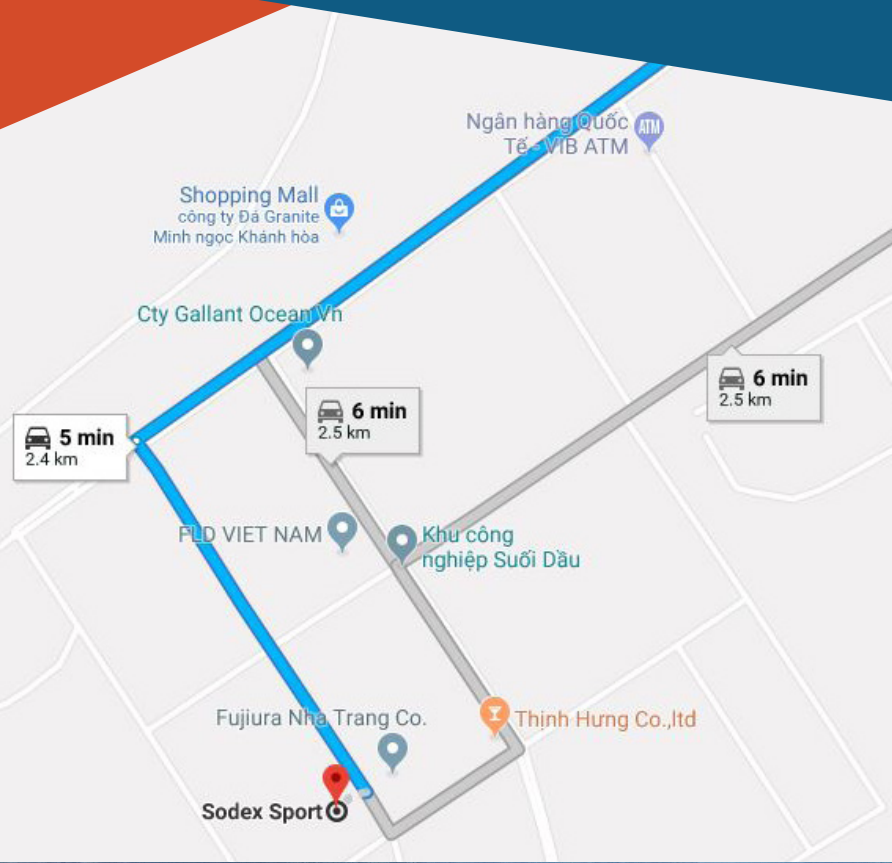 Ngân hàng Quốc
Tế - VIB ATM
ATM
Shopping Mall
công ty Đá Granite
Minh ngọc Khánh hòa
Cty Gallant Ocean Vn
6 min
2.5 km
6 min
2.5 km
5 min
2.4 km
FLD VIET NAM
Khu công
nghiệp Suối Dầu
Fujiura Nha Trang Co.
Thịnh Hưng Co.,ltd
Sodex Sport